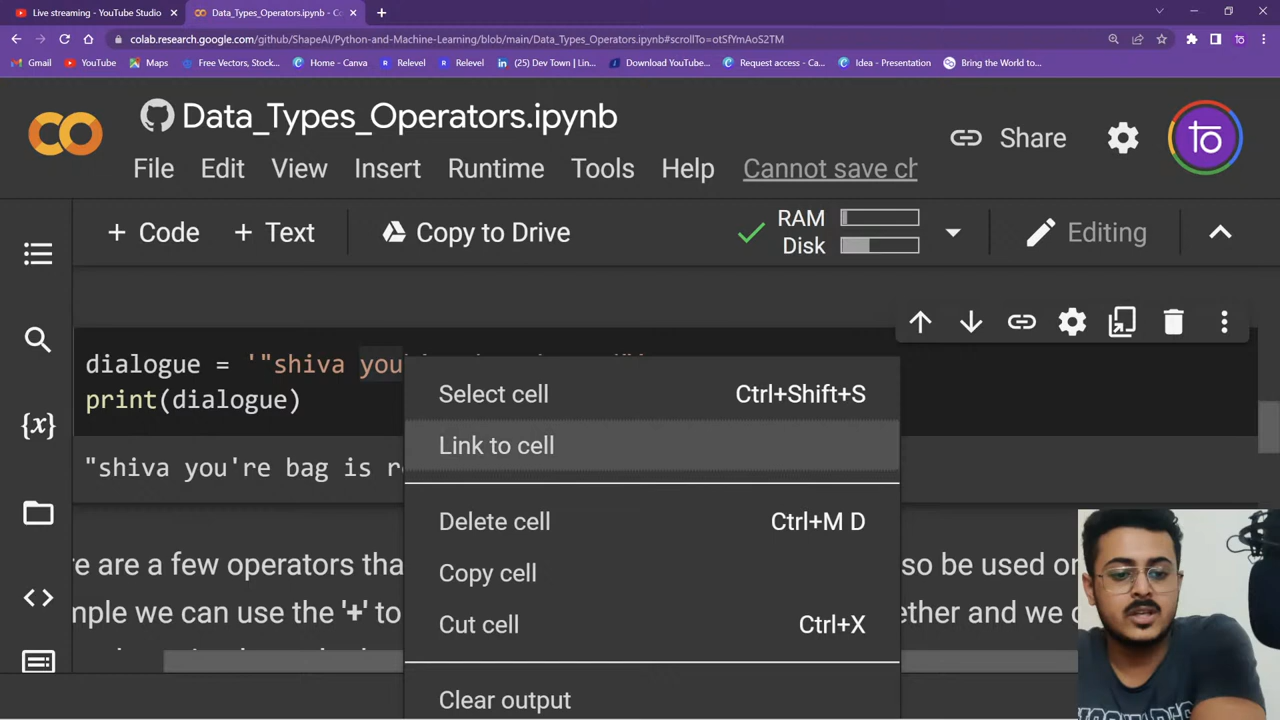 Live streaming - YouTube Studio
Data_Types_Operators.ipynb - C
colab.research.google.com/github/ShapeAI/Python-and-Machine-Learning/blob/main/Data_Types_Operators.ipynb#scrollTo=otSfYmAoS2TM
Gmail YouTube Maps Free Vectors, Stock... Home - Canva Relevel Relevel (25) Dev Town | Lin... Download YouTube... Request access - Ca... Idea - Presentation Bring the World to...
Data_Types_Operators.ipynb
Share
File Edit View Insert Runtime Tools Help Cannot save ch
+ Code + Text Copy to Drive
RAM
Disk
Editing
dialogue = '"shiva you
print(dialogue)
"shiva you're bag is r
Select cell Ctrl+Shift+S
Link to cell
Delete cell Ctrl+M D
Copy cell
Cut cell Ctrl+X
Clear output
re are a few operators tha
so be used o
mple we can use the '+' to
ether and we c